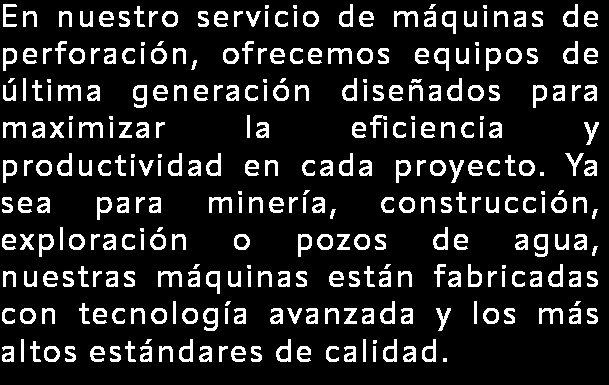 En nuestro servicio de máquinas de
perforación, ofrecemos equipos de
última generación diseñados para
maximizar la eficiencia y
productividad en cada proyecto. Ya
sea para minería, construcción,
exploración o pozos de agua,
nuestras máquinas están fabricadas
con tecnología avanzada y los más
altos estándares de calidad.